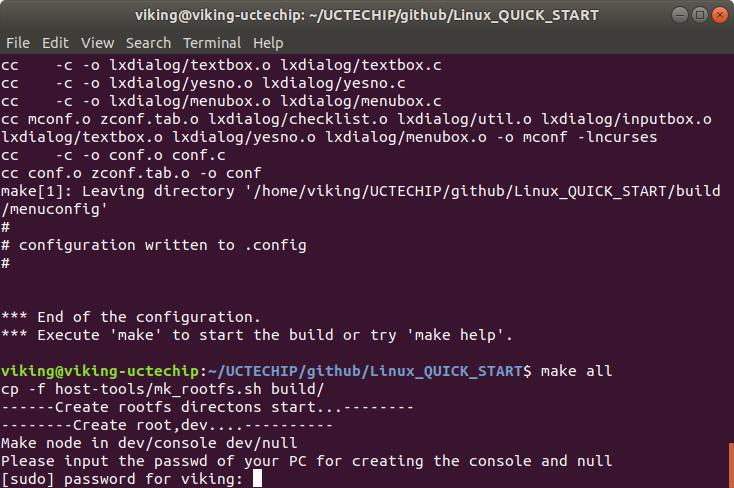 viking@viking-uctechip: ~/UCTECHIP/github/Linux_QUICK_START
File Edit View Search Terminal Help
cc    -c -o lxdialog/textbox.o lxdialog/textbox.c
cc    -c -o lxdialog/yesno.o lxdialog/yesno.c
cc    -c -o lxdialog/menubox.o lxdialog/menubox.c
cc mconf.o zconf.tab.o lxdialog/checklist.o lxdialog/util.o lxdialog/inputbox.o
lxdialog/textbox.o lxdialog/yesno.o lxdialog/menubox.o -o mconf -lncurses
cc    -c -o conf.o conf.c
cc conf.o zconf.tab.o -o conf
make[1]: Leaving directory '/home/viking/UCTECHIP/github/Linux_QUICK_START/build
/menuconfig'
#
# configuration written to .config
#
*** End of the configuration.
*** Execute 'make' to start the build or try 'make help'.
viking@viking-uctechip:~/UCTECHIP/github/Linux_QUICK_START$ make all
cp -f host-tools/mk_rootfs.sh build/
------Create rootfs directons start...--------
--------Create root,dev....----------
Make node in dev/console dev/null
Please input the passwd of your PC for creating the console and null
[sudo] password for viking: